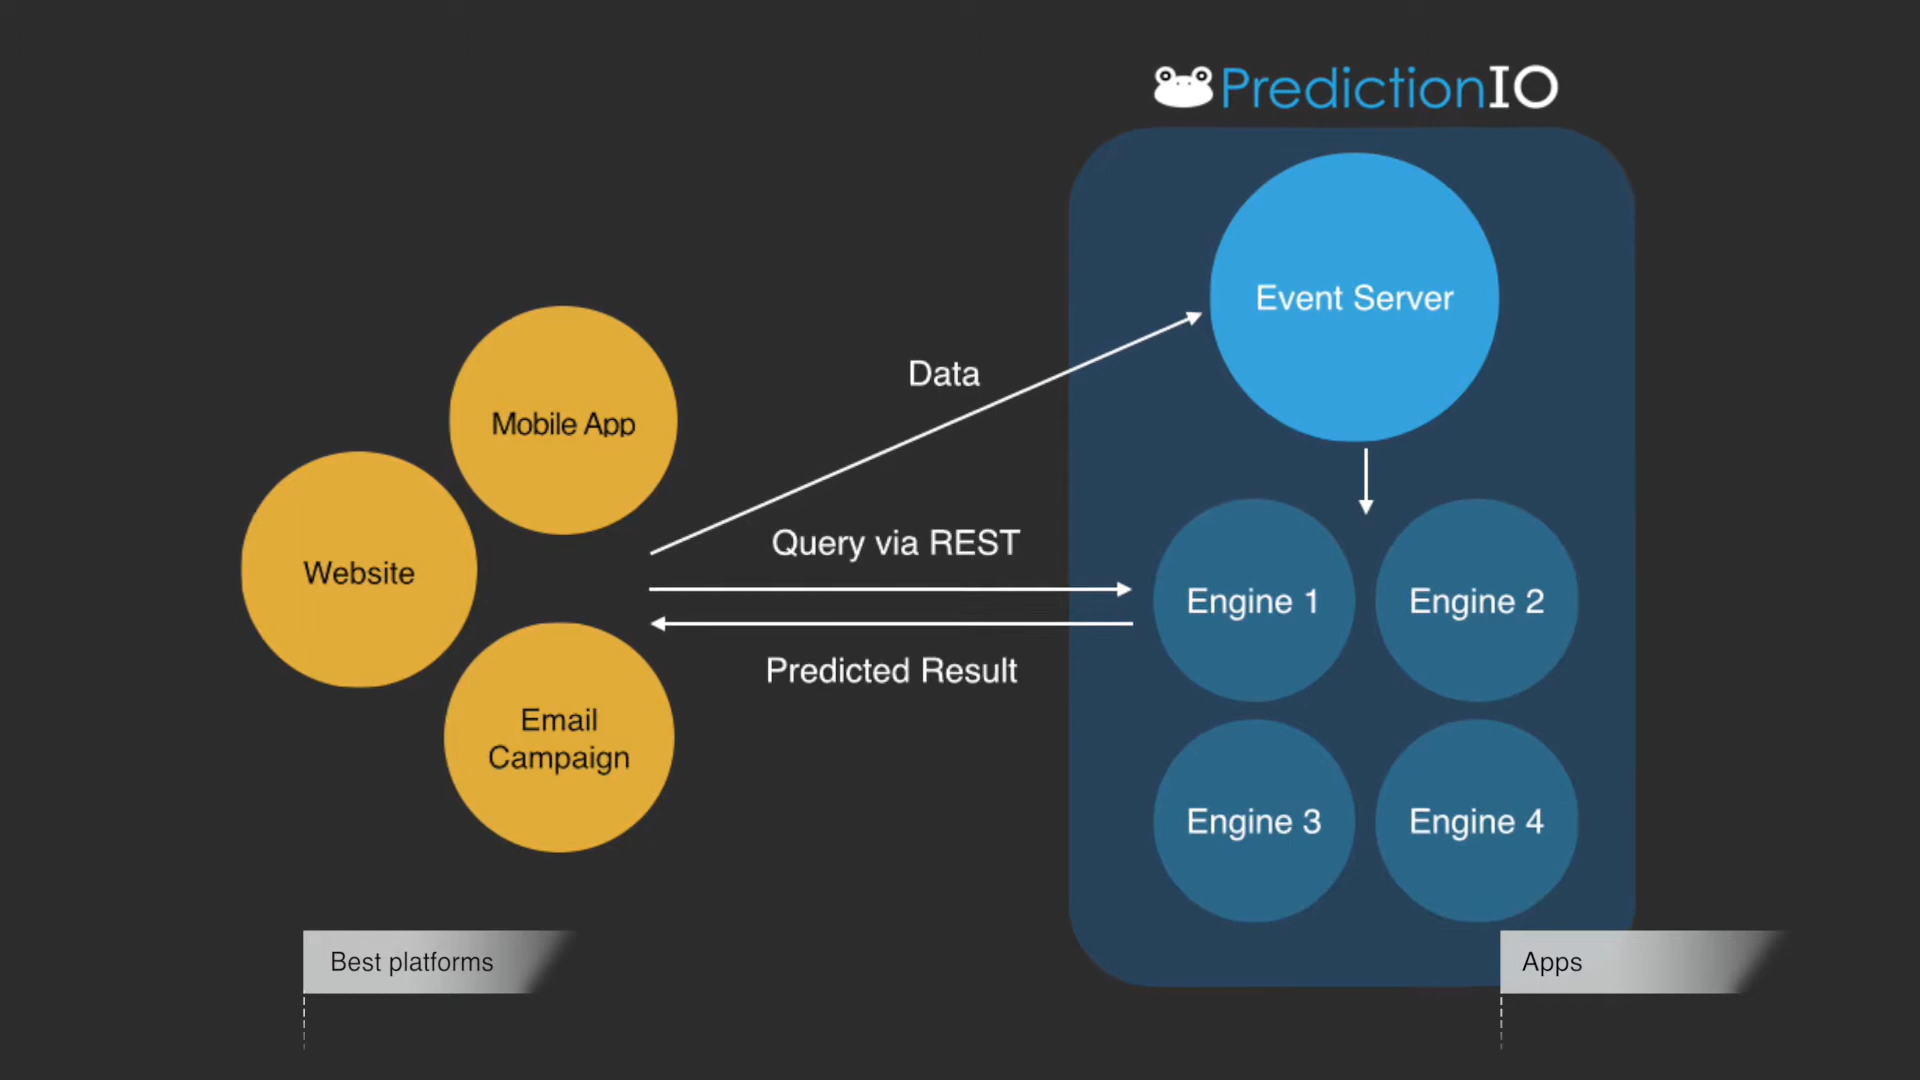 PredictionIO
Event Server
Data
Mobile App
Query via REST
Website
Engine 1
Engine 2
Predicted Result
Email
Campaign
Engine 3
Engine 4
Best platforms
Apps